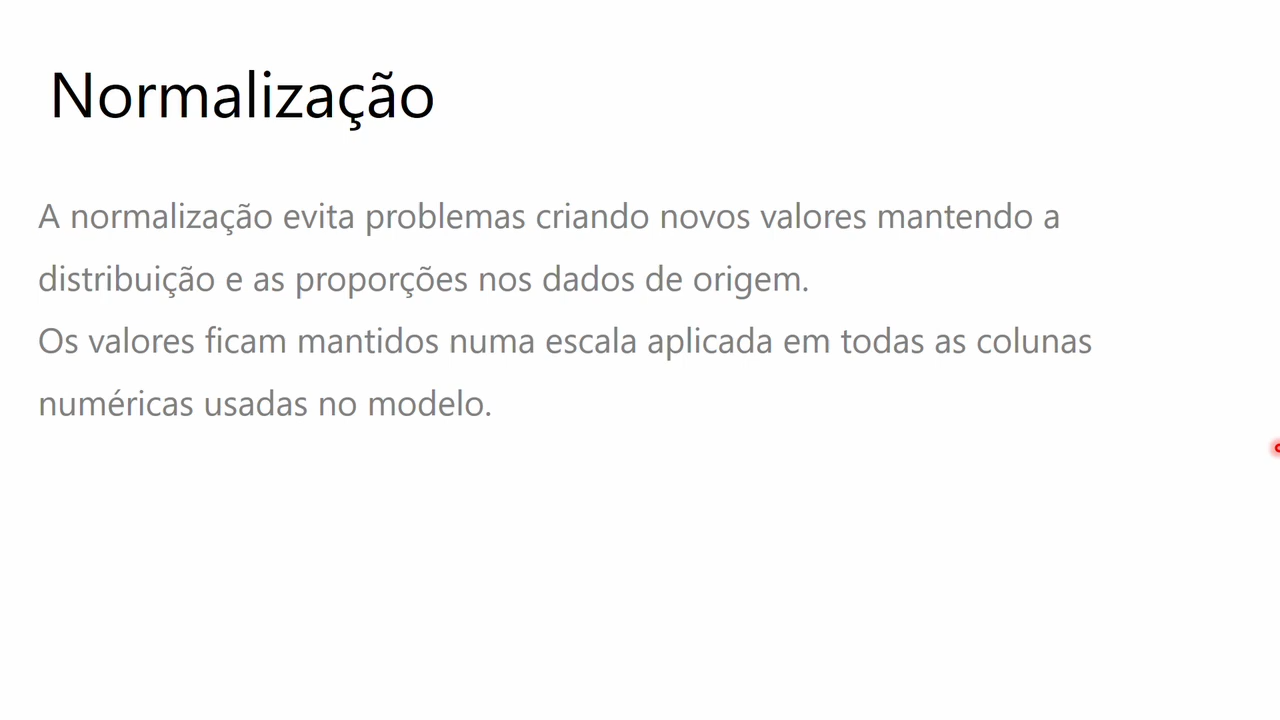 Normalização
A normalização evita problemas criando novos valores mantendo a
distribuição e as proporções nos dados de origem.
Os valores ficam mantidos numa escala aplicada em todas as colunas
numéricas usadas no modelo.